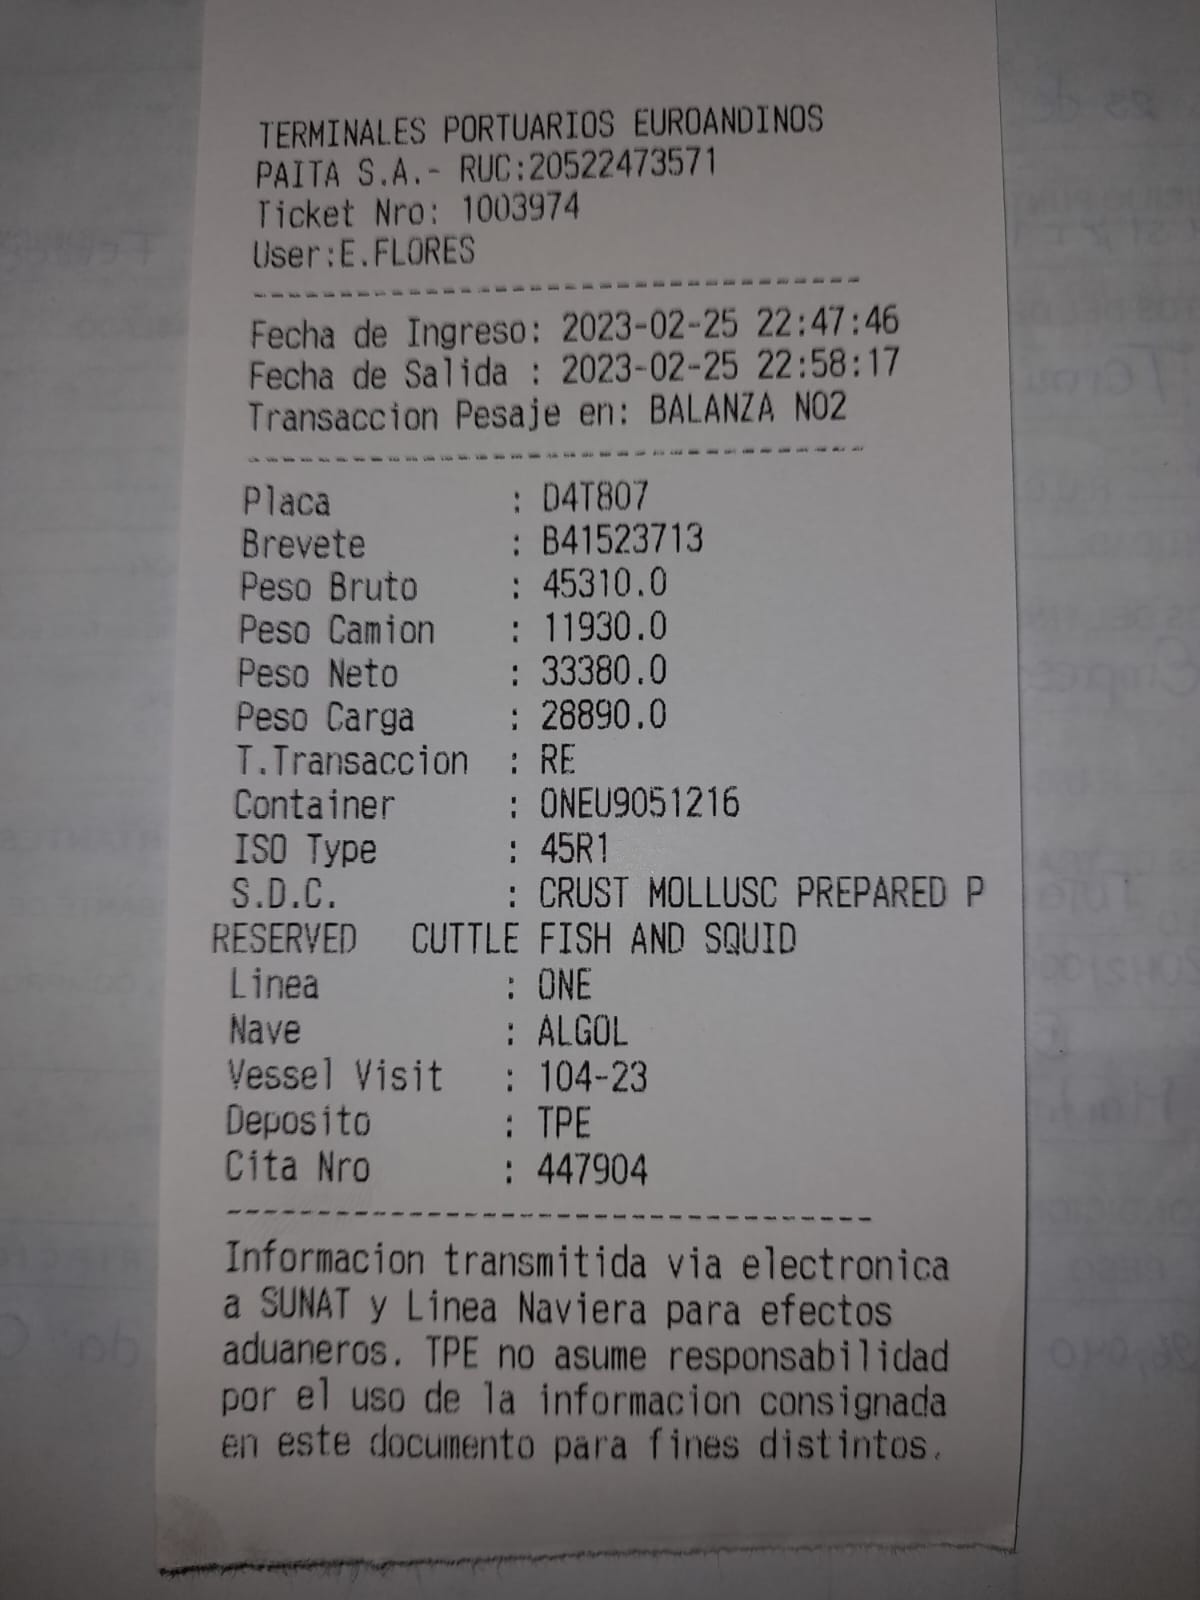 TERMINALES PORTUARIOS EUROANDINOS
PAITA S.A.- RUC:20522473571
Ticket Nro: 1003974
User:E.FLORES
---------------------------------
Fecha de Ingreso: 2023-02-25 22:47:46
Fecha de Salida : 2023-02-25 22:58:17
Transaccion Pesaje en: BALANZA NO2
---------------------------------
Placa : D4T807
Brevete : B41523713
Peso Bruto : 45310.0
Peso Camion : 11930.0
Peso Neto : 33380.0
Peso Carga : 28890.0
T.Transaccion : RE
Container : ONEU9051216
ISO Type : 45R1
S.D.C. : CRUST MOLLUSC PREPARED P
RESERVED CUTTLE FISH AND SQUID
Linea : ONE
Nave : ALGOL
Vessel Visit : 104-23
Deposito : TPE
Cita Nro : 447904
---------------------------------
Informacion transmitida via electronica
a SUNAT y Linea Naviera para efectos
aduaneros. TPE no asume responsabilidad
por el uso de la informacion consignada
en este documento para fines distintos.